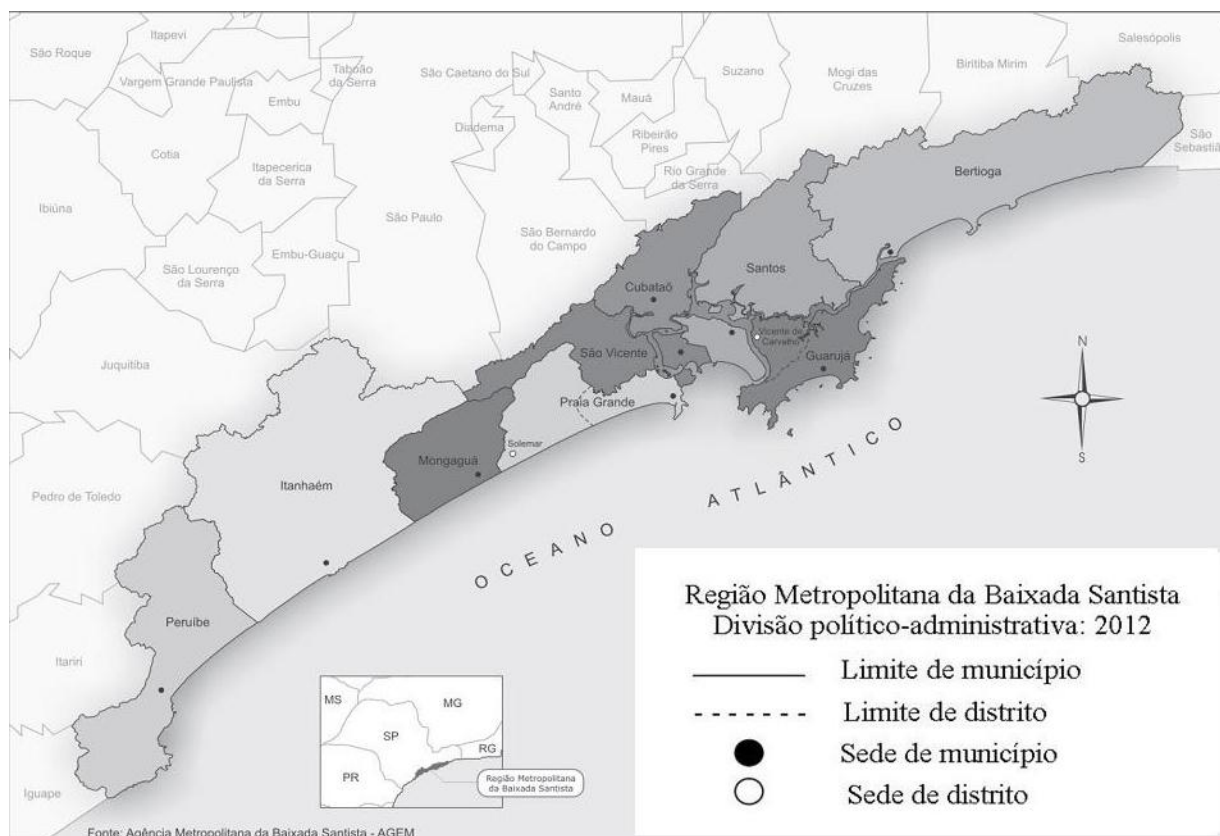 Itapevi
São Roque
Vargem Grande Paulista
Taboão
da Serra
Embu
Cotia
Itapecerica
da Serra
Ibiúna
São Lourenço
da Serra
Embu-Guaçu
Juquitiba
Pedro de Toledo
Itariri
Iguape
São Paulo
São Caetano do Sul
Diadema
Santo
André
Mauá
Ribeirão
Pires
Rio Grande
da Serra
São Bernardo
do Campo
Suzano
Mogi das
Cruzes
Biritiba Mirim
Salesópolis
São
Sebastião
Bertioga
Santos
Cubataõ
São Vicente
Vicente de
Carvalho
Guarujá
Praia Grande
Solemar
Mongaguá
Itanhaém
Peruíbe
OCEANO ATLÂNTICO
N
S
MS
MG
SP
RG
PR
Região Metropolitana
da Baixada Santista
Região Metropolitana da Baixada Santista
Divisão político-administrativa: 2012
Limite de município
Limite de distrito
Sede de município
Sede de distrito
Fonte: Agência Metropolitana da Baixada Santista - AGEM